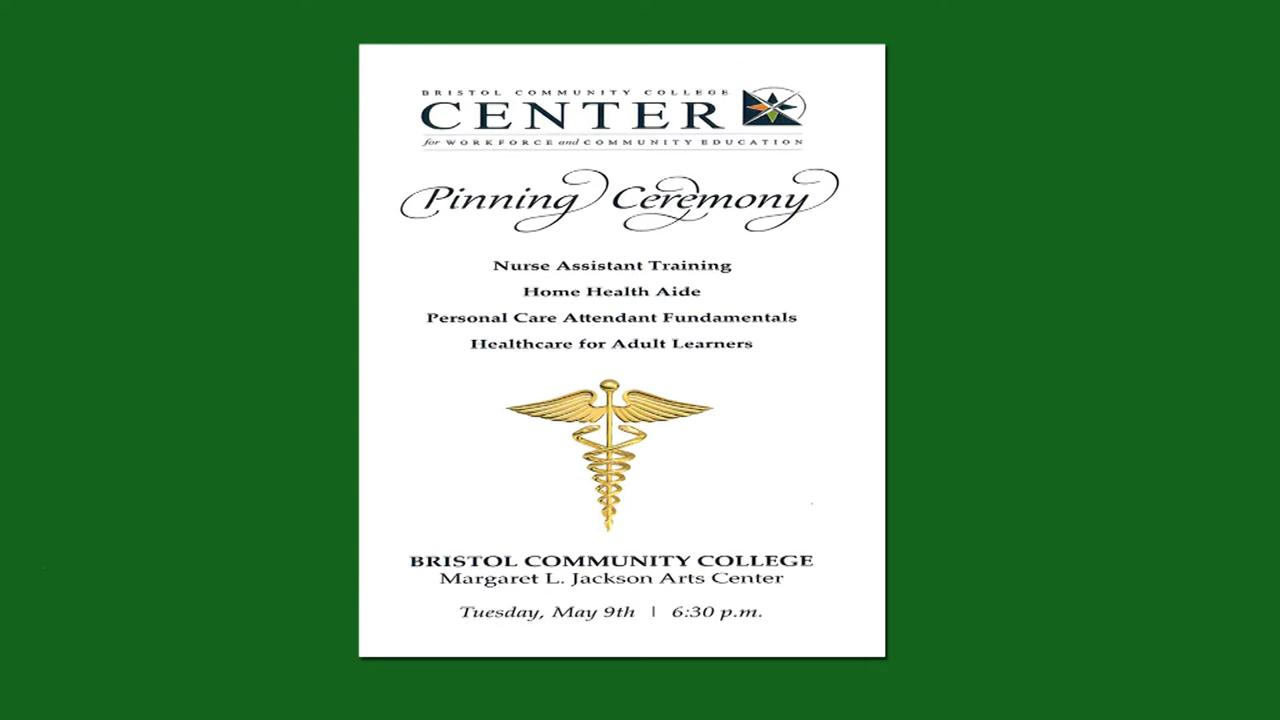 BRISTOL COMMUNITY COLLEGE
CENTER
for WORKFORCE and COMMUNITY EDUCATION
Pinning Ceremony
Nurse Assistant Training
Home Health Aide
Personal Care Attendant Fundamentals
Healthcare for Adult Learners
BRISTOL COMMUNITY COLLEGE
Margaret L. Jackson Arts Center
Tuesday, May 9th | 6:30 p.m.